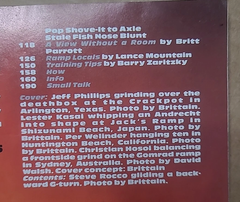 Pop Shove-it to Axle
Stale Fish Nose Blunt
118 A View Without a Room by Britt
Parrott
126 Ramp Locals by Lance Mountain
150 Training Tips by Barry Zaritzky
158 How
160 Info
190 Small Talk
Cover: Jeff Phillips grinding over the
deathbox at the Crackpot in
Arlington, Texas. Photo by Brittain.
Lester Kasai whipping an Andrecht
into shape at Jack's Ramp in
Shizunami Beach, Japan. Photo by
Brittain. Per Welinder hanging ten in
Huntington Beach, California. Photo
by Brittain. Christian Hosoi balancing
a frontside grind on the Gomrad ramp
in Sydney, Australia. Photo by David
Walsh. Cover concept: Brittain
Contents: Steve Rocco gliding a back-
ward G-turn. Photo by Brittain.